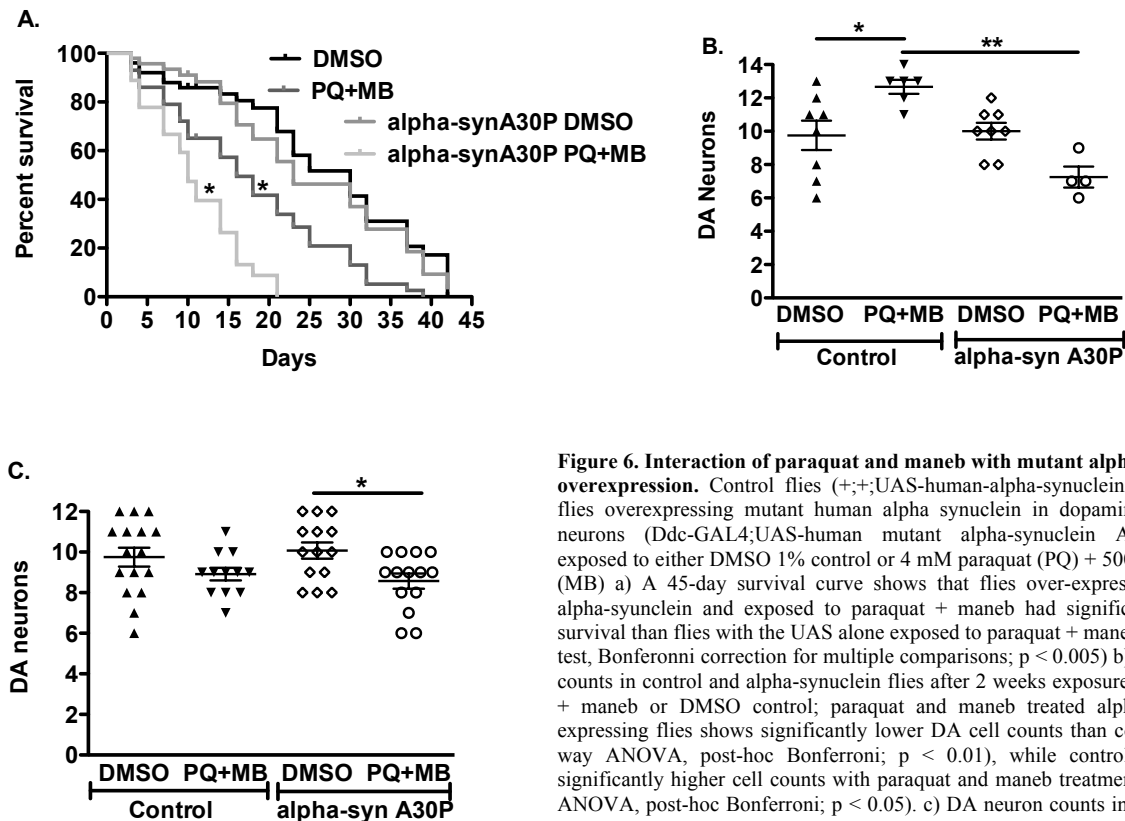 A.
100
80
60
40
20
0
Percent survival
0 5 10 15 20 25 30 35 40 45
Days
DMSO
PQ+MB
alpha-synA30P DMSO
alpha-synA30P PQ+MB
*
*
B.
*
**
14
12
10
8
6
4
2
0
DA Neurons
DMSO PQ+MB DMSO PQ+MB
Control alpha-syn A30P
C.
*
12
10
8
6
4
2
0
DA neurons
DMSO PQ+MB DMSO PQ+MB
Control alpha-syn A30P
Figure 6. Interaction of paraquat and maneb with mutant alph
overexpression. Control flies (+;+;UAS-human-alpha-synuclein
flies overexpressing mutant human alpha synuclein in dopamin
neurons (Ddc-GAL4;UAS-human mutant alpha-synuclein A
exposed to either DMSO 1% control or 4 mM paraquat (PQ) + 500
(MB) a) A 45-day survival curve shows that flies over-expres
alpha-syunclein and exposed to paraquat + maneb had signific
survival than flies with the UAS alone exposed to paraquat + mane
test, Bonferonni correction for multiple comparisons; p < 0.005) b
counts in control and alpha-synuclein flies after 2 weeks exposure
+ maneb or DMSO control; paraquat and maneb treated alph
expressing flies shows significantly lower DA cell counts than co
way ANOVA, post-hoc Bonferroni; p < 0.01), while control
significantly higher cell counts with paraquat and maneb treatmen
ANOVA, post-hoc Bonferroni; p < 0.05). c) DA neuron counts in